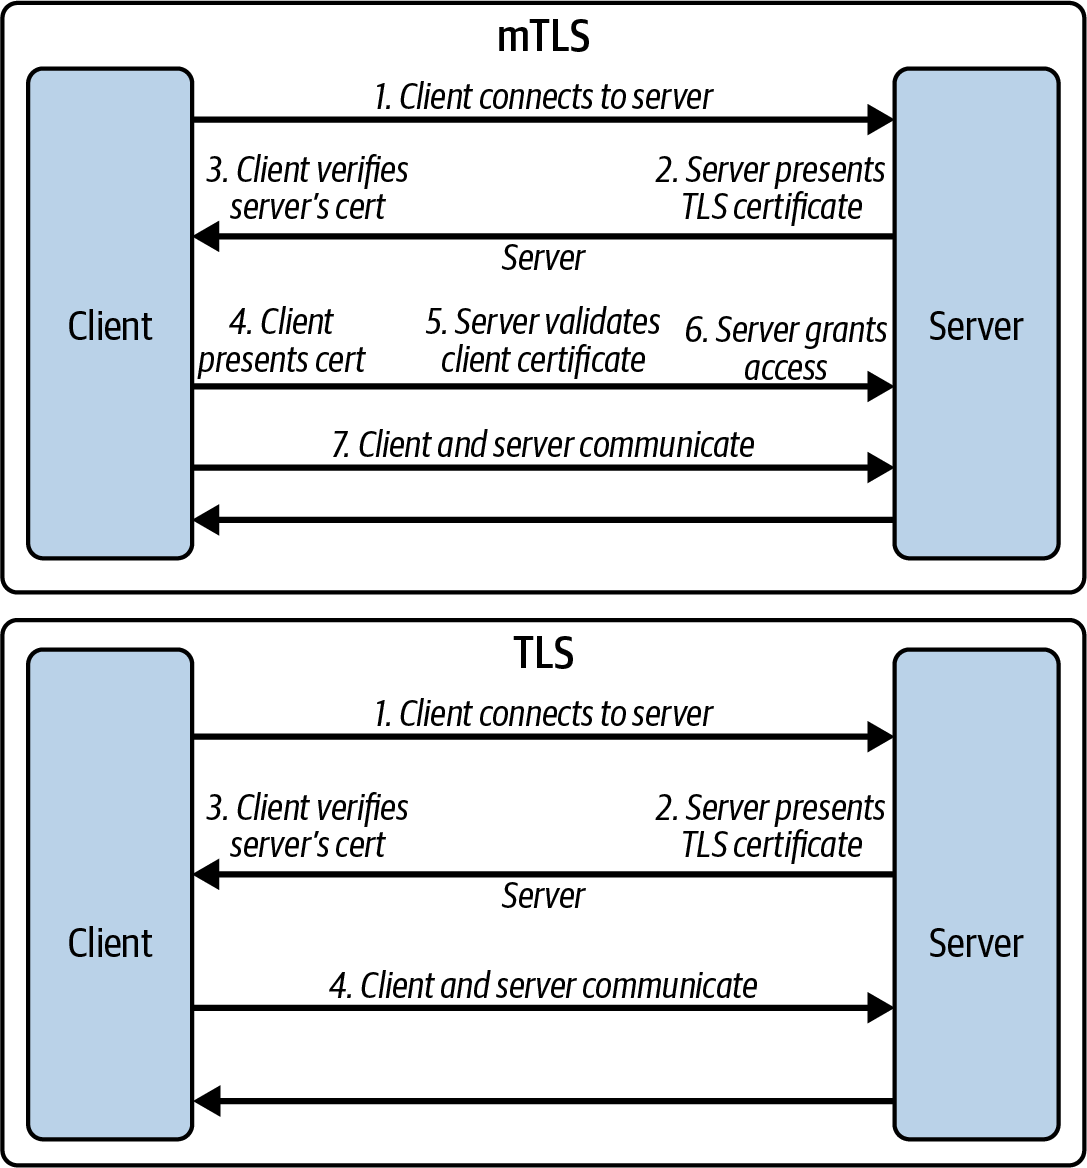 mTLS
1. Client connects to server
3. Client verifies
server’s cert
2. Server presents
TLS certificate
Server
Client
4. Client
presents cert
5. Server validates
client certificate
6. Server grants
access
Server
7. Client and server communicate
TLS
1. Client connects to server
3. Client verifies
server’s cert
2. Server presents
TLS certificate
Server
Client
Server
4. Client and server communicate